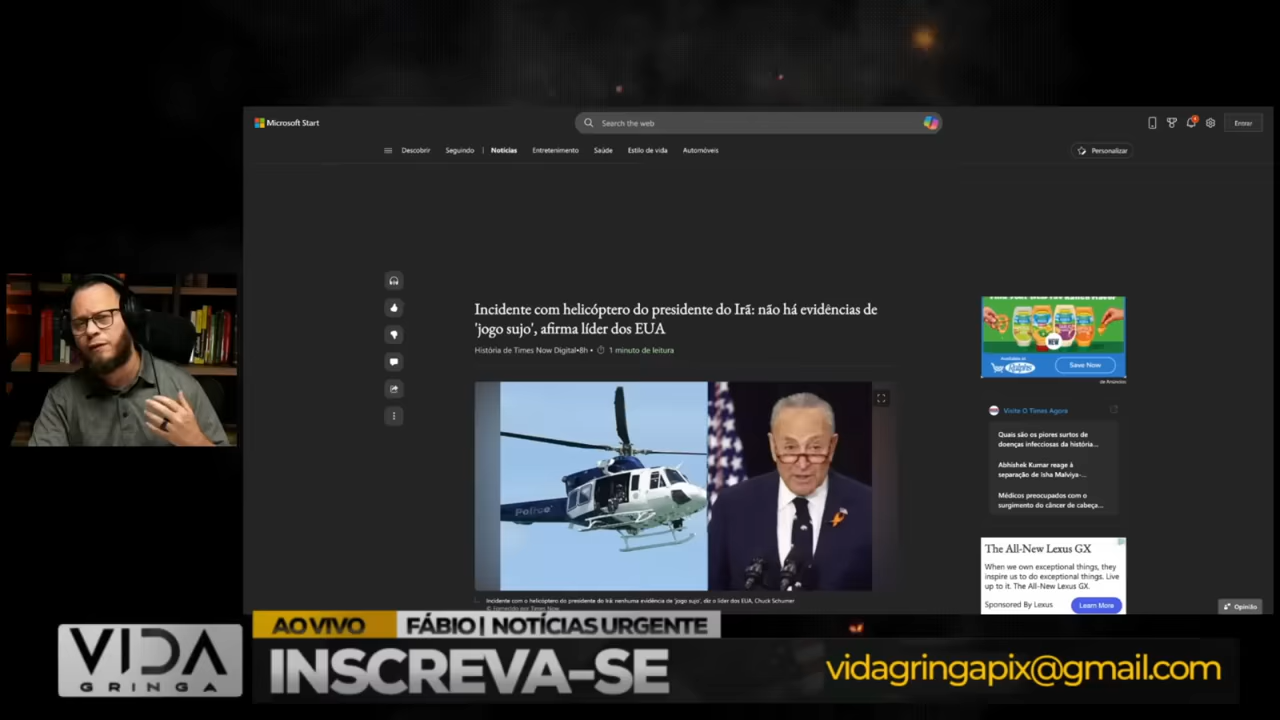 Microsoft Start
Search the web
Entrar
Descobrir
Seguindo
Notícias
Entretenimento
Saúde
Estilo de vida
Automóveis
Personalizar
Incidente com helicóptero do presidente do Irã: não há evidências de
'jogo sujo', afirma líder dos EUA
História de Times Now Digital•8h • 1 minuto de leitura
Police
Incidente com o helicóptero do presidente do Irã: nenhuma evidência de 'jogo sujo', diz o líder dos EUA, Chuck Schumer
© Fornecido por Times Now
NEW
Ralphs
Save Now
Visite O Times Agora
Quais são os piores surtos de
doenças infecciosas da história...
Abhishek Kumar reage à
separação de Isha Malviya-...
Médicos preocupados com o
surgimento do câncer de cabeça...
The All-New Lexus GX
When we own exceptional things, they
inspire us to do exceptional things. Live
up to it. The All-New Lexus GX.
Sponsored By Lexus
Learn More
Opinião
AO VIVO
FÁBIO | NOTÍCIAS URGENTE
VIDA
GRINGA
INSCREVA-SE
vidagringapix@gmail.com